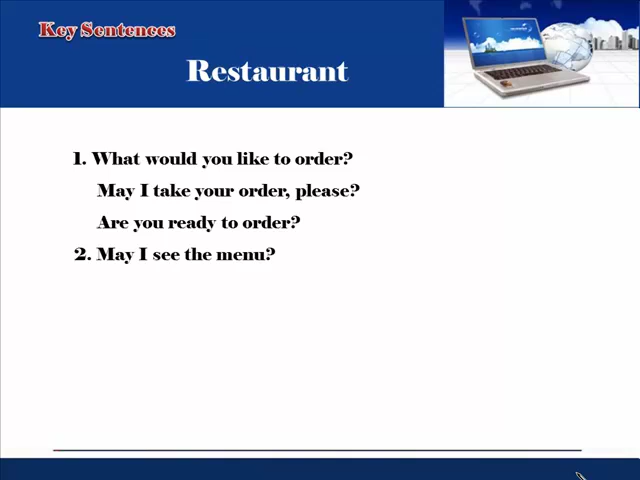 Key Sentences
Restaurant
1. What would you like to order?
May I take your order, please?
Are you ready to order?
2. May I see the menu?